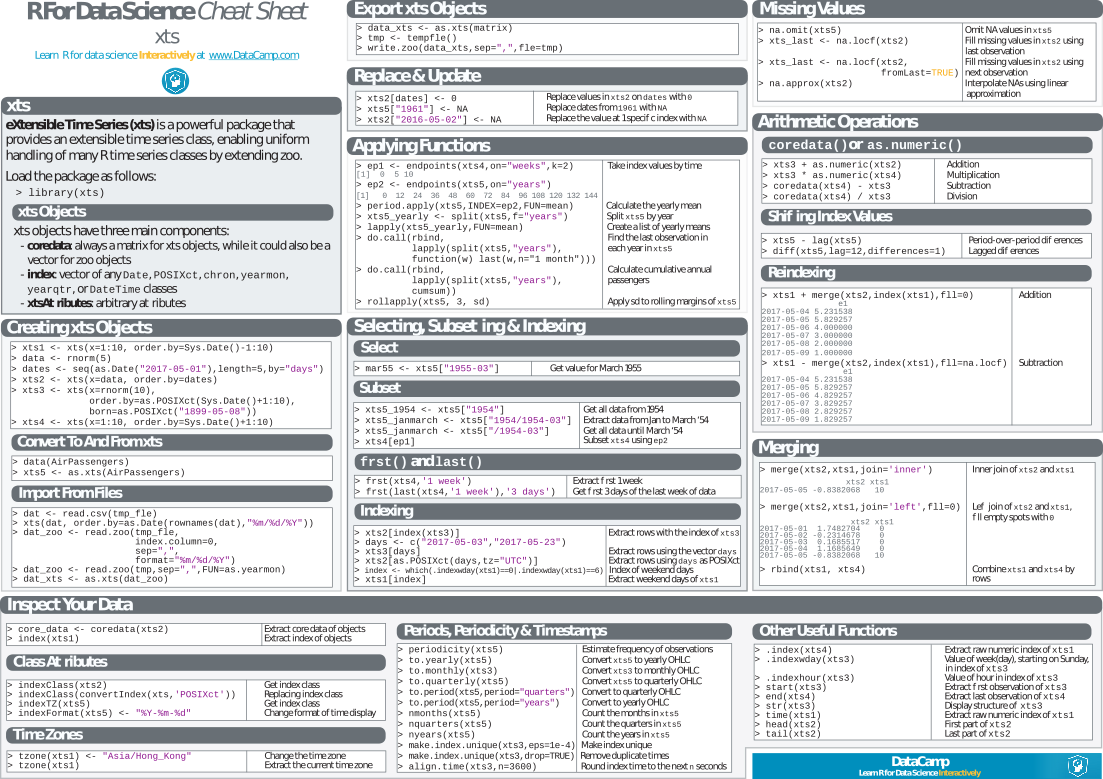 R For Data Science Cheat Sheet
xts
Learn R for data science Interactively at www.DataCamp.com
xts
eXtensible Time Series (xts) is a powerful package that
provides an extensible time series class, enabling uniform
handling of many R time series classes by extending zoo.
Load the package as follows:
> library(xts)
xts Objects
xts objects have three main components:
- coredata: always a matrix for xts objects, while it could also be a
vector for zoo objects
- index: vector of any Date, POSIXct, chron, yearmon,
yearqtr, or DateTime classes
- xtsAt ributes: arbitrary at ributes
Creating xts Objects
> xts1 <- xts(x=1:10, order.by=Sys.Date()-1:10)
> data <- rnorm(5)
> dates <- seq(as.Date("2017-05-01"),length=5,by="days")
> xts2 <- xts(x=data, order.by=dates)
> xts3 <- xts(x=rnorm(10),
order.by=as.POSIXct(Sys.Date()+1:10),
born=as.POSIXct("1899-05-08"))
> xts4 <- xts(x=1:10, order.by=Sys.Date()+1:10)
Convert To And From xts
> data(AirPassengers)
> xts5 <- as.xts(AirPassengers)
Import From Files
> dat <- read.csv(tmp_fle)
> xts(dat, order.by=as.Date(rownames(dat),"%m/%d/%Y"))
> dat_zoo <- read.zoo(tmp_fle,
index.column=0,
sep=",",
format="%m/%d/%Y")
> dat_zoo <- read.zoo(tmp,sep=",",FUN=as.yearmon)
> dat_xts <- as.xts(dat_zoo)
Export xts Objects
> data_xts <- as.xts(matrix)
> tmp <- tempfle()
> write.zoo(data_xts,sep=",",fle=tmp)
Replace & Update
> xts2[dates] <- 0 Replace values in xts2 on dates with 0
> xts5["1961"] <- NA Replace dates from 1961 with NA
> xts2["2016-05-02"] <- NA Replace the value at 1 specif c index with NA
Applying Functions
> ep1 <- endpoints(xts4,on="weeks",k=2) Take index values by time
[1] 0 5 10
> ep2 <- endpoints(xts5,on="years")
[1] 0 12 24 36 48 60 72 84 96 108 120 132 144
> period.apply(xts5,INDEX=ep2,FUN=mean) Calculate the yearly mean
> xts5_yearly <- split(xts5,f="years") Split xts5 by year
> lapply(xts5_yearly,FUN=mean) Create a list of yearly means
> do.call(rbind, Find the last observation in
lapply(split(xts5,"years"), each year in xts5
function(w) last(w,n="1 month")))
> do.call(rbind, Calculate cumulative annual
lapply(split(xts5,"years"), passengers
cumsum))
> rollapply(xts5, 3, sd) Apply sd to rolling margins of xts5
Selecting, Subset ing & Indexing
Select
> mar55 <- xts5["1955-03"] Get value for March 1955
Subset
> xts5_1954 <- xts5["1954"] Get all data from 1954
> xts5_janmarch <- xts5["1954/1954-03"] Extract data from Jan to March '54
> xts5_janmarch <- xts5["/1954-03"] Get all data until March '54
> xts4[ep1] Subset xts4 using ep2
frst() and last()
> frst(xts4,'1 week') Extract f rst 1 week
> frst(last(xts4,'1 week'),'3 days') Get f rst 3 days of the last week of data
Indexing
> xts2[index(xts3)] Extract rows with the index of xts3
> days <- c("2017-05-03","2017-05-23")
> xts3[days] Extract rows using the vector days
> xts2[as.POSIXct(days,tz="UTC")] Extract rows using days as POSIXct
> index <- which(.indexwday(xts1)==0|.indexwday(xts1)==6) Index of weekend days
> xts1[index] Extract weekend days of xts1
Missing Values
> na.omit(xts5) Omit NA values in xts5
> xts_last <- na.locf(xts2) Fill missing values in xts2 using
last observation
> xts_last <- na.locf(xts2, Fill missing values in xts2 using
fromLast=TRUE) next observation
> na.approx(xts2) Interpolate NAs using linear
approximation
Arithmetic Operations
coredata() or as.numeric()
> xts3 + as.numeric(xts2) Addition
> xts3 * as.numeric(xts4) Multiplication
> coredata(xts4) - xts3 Subtraction
> coredata(xts4) / xts3 Division
Shif ing Index Values
> xts5 - lag(xts5) Period-over-period dif erences
> diff(xts5,lag=12,differences=1) Lagged dif erences
Reindexing
> xts1 + merge(xts2,index(xts1),fll=0) Addition
e1
2017-05-04 5.231538
2017-05-05 5.829257
2017-05-06 4.000000
2017-05-07 3.000000
2017-05-08 2.000000
2017-05-09 1.000000
> xts1 - merge(xts2,index(xts1),fll=na.locf) Subtraction
e1
2017-05-04 5.231538
2017-05-05 5.829257
2017-05-06 4.829257
2017-05-07 3.829257
2017-05-08 2.829257
2017-05-09 1.829257
Merging
> merge(xts2,xts1,join='inner') Inner join of xts2 and xts1
xts2 xts1
2017-05-05 -0.8382068 10
> merge(xts2,xts1,join='left',fll=0) Lef join of xts2 and xts1,
f ll empty spots with 0
xts2 xts1
2017-05-01 1.7482704 0
2017-05-02 -0.2314678 0
2017-05-03 0.1685517 0
2017-05-04 1.1685649 0
2017-05-05 -0.8382068 10
> rbind(xts1, xts4) Combine xts1 and xts4 by
rows
Inspect Your Data
> core_data <- coredata(xts2) Extract core data of objects
> index(xts1) Extract index of objects
Class At ributes
> indexClass(xts2) Get index class
> indexClass(convertIndex(xts,'POSIXct')) Replacing index class
> indexTZ(xts5) Get index class
> indexFormat(xts5) <- "%Y-%m-%d" Change format of time display
Time Zones
> tzone(xts1) <- "Asia/Hong_Kong" Change the time zone
> tzone(xts1) Extract the current time zone
Periods, Periodicity & Timestamps
> periodicity(xts5) Estimate frequency of observations
> to.yearly(xts5) Convert xts5 to yearly OHLC
> to.monthly(xts3) Convert xts3 to monthly OHLC
> to.quarterly(xts5) Convert xts5 to quarterly OHLC
> to.period(xts5,period="quarters") Convert to quarterly OHLC
> to.period(xts5,period="years") Convert to yearly OHLC
> nmonths(xts5) Count the months in xts5
> nquarters(xts5) Count the quarters in xts5
> nyears(xts5) Count the years in xts5
> make.index.unique(xts3,eps=1e-4) Make index unique
> make.index.unique(xts3,drop=TRUE) Remove duplicate times
> align.time(xts3,n=3600) Round index time to the next n seconds
Other Useful Functions
> .index(xts4) Extract raw numeric index of xts1
> .indexwday(xts3) Value of week(day), starting on Sunday,
in index of xts3
> .indexhour(xts3) Value of hour in index of xts3
> start(xts3) Extract f rst observation of xts3
> end(xts4) Extract last observation of xts4
> str(xts3) Display structure of xts3
> time(xts1) Extract raw numeric index of xts1
> head(xts2) First part of xts2
> tail(xts2) Last part of xts2
DataCamp
Learn R for Data Science Interactively